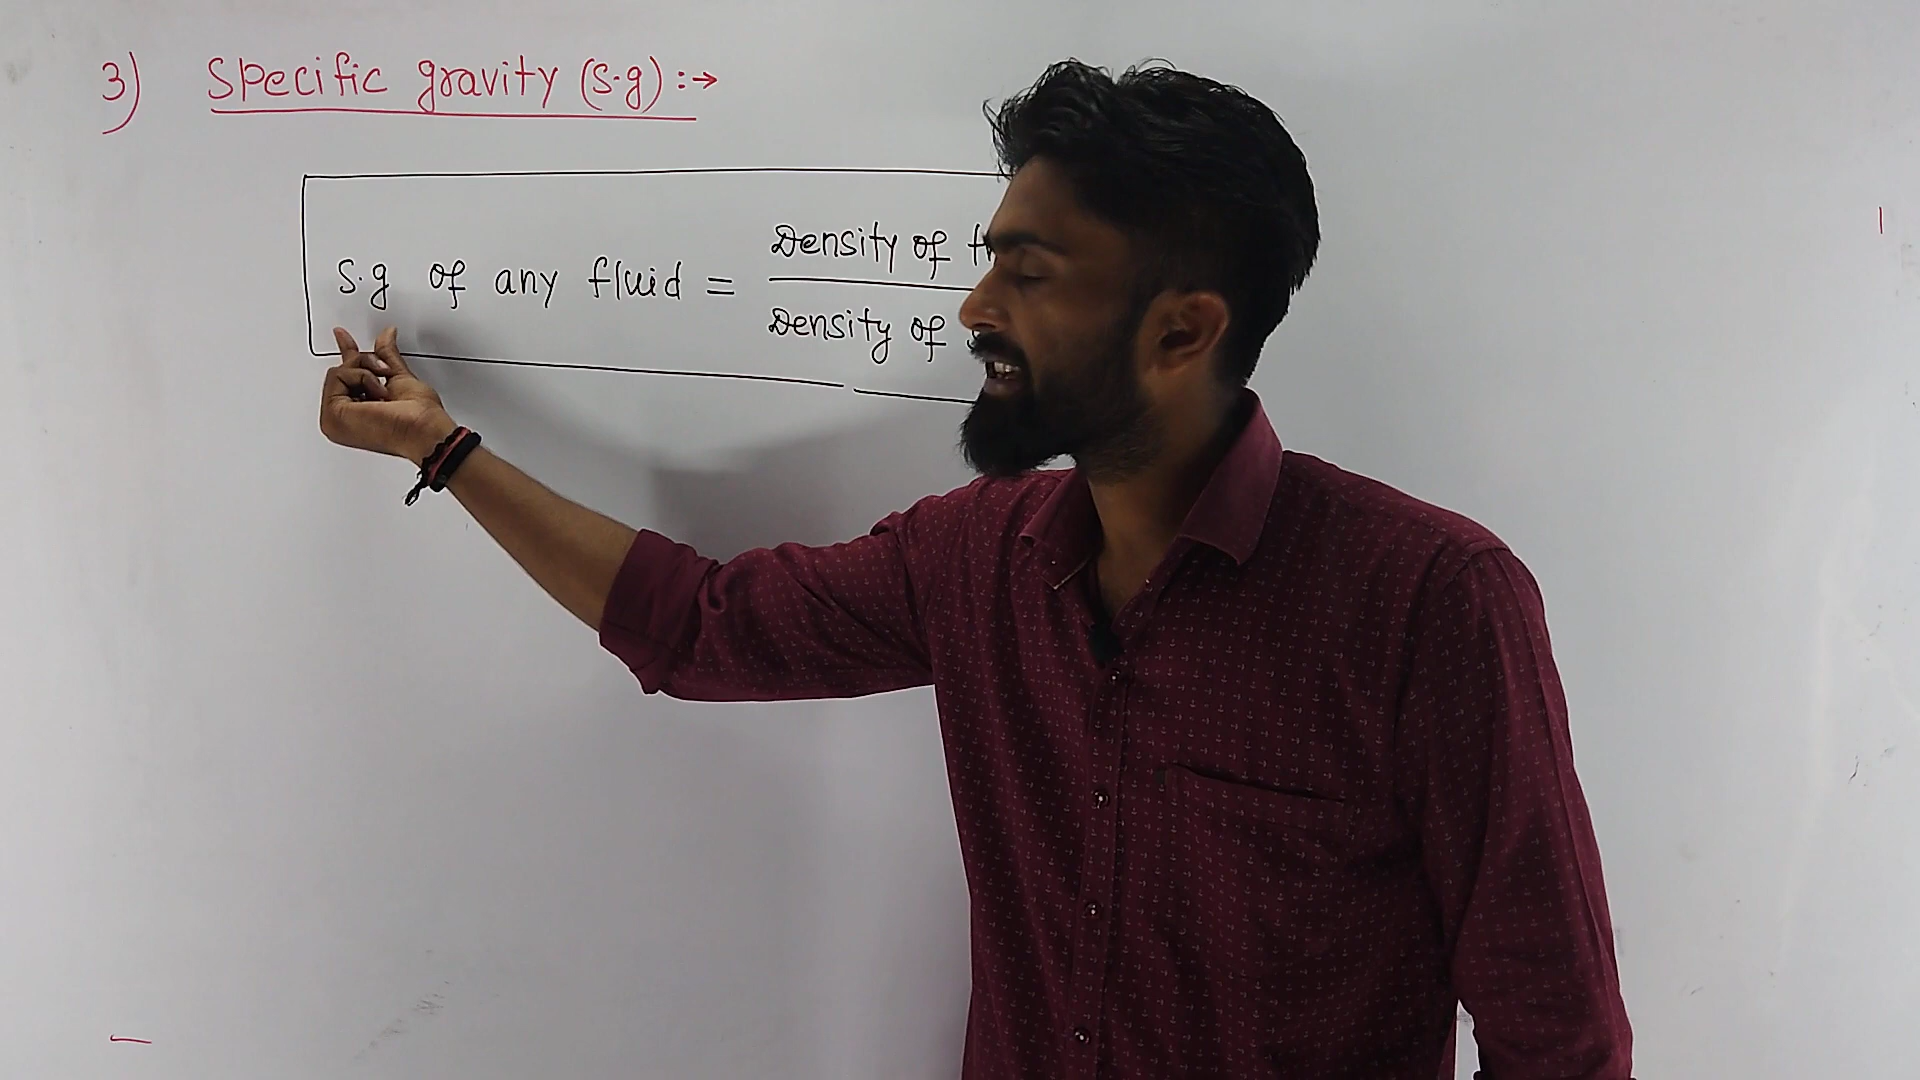 3) Specific gravity (s.g) :→
s.g of any fluid =
Density of
Density of